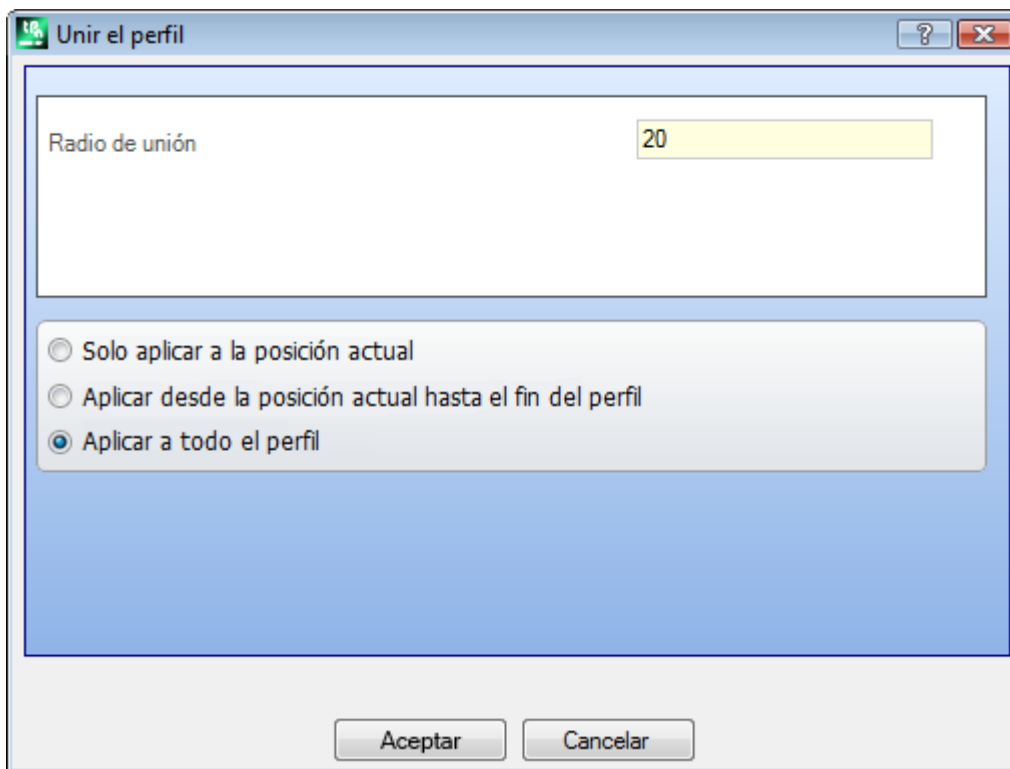 Unir el perfil
Radio de unión 20
Solo aplicar a la posición actual
Aplicar desde la posición actual hasta el fin del perfil
Aplicar a todo el perfil
Aceptar Cancelar